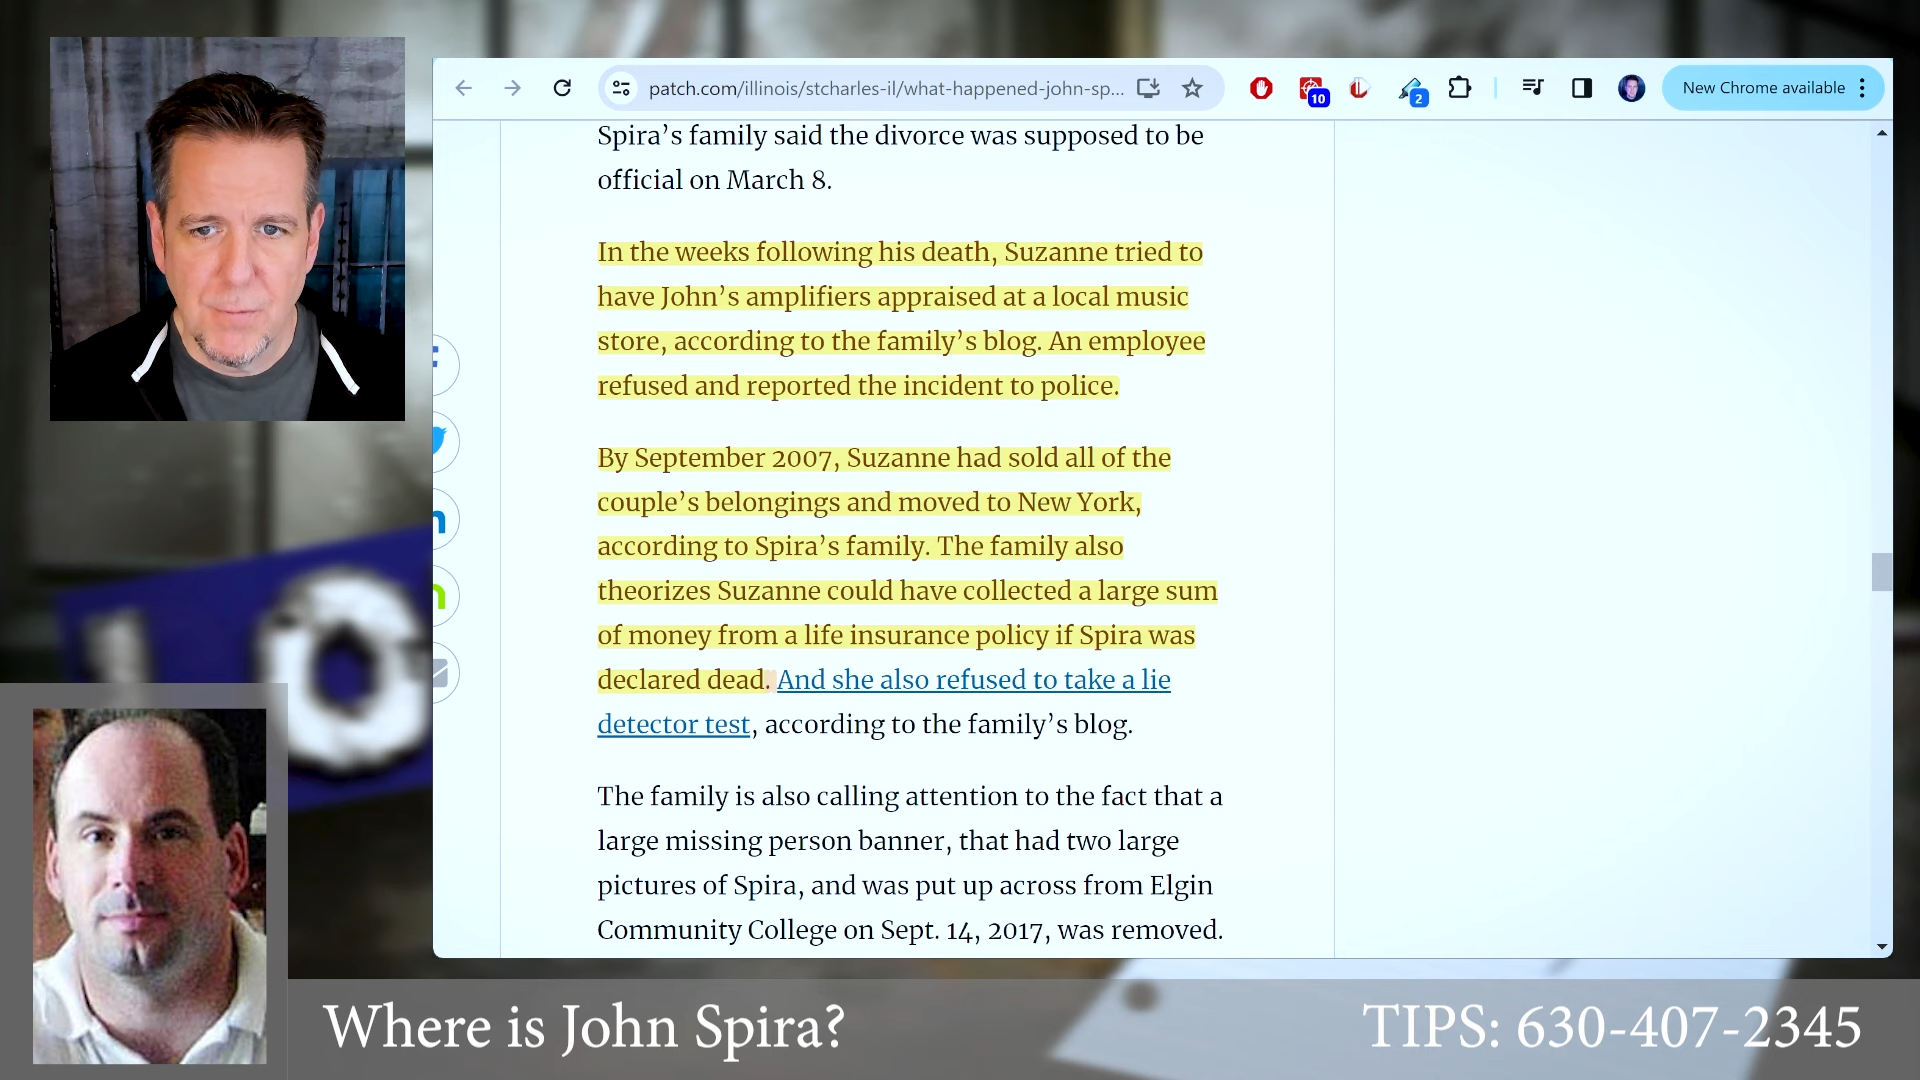 patch.com/illinois/stcharles-il/what-happened-john-sp...
10
2
New Chrome available
Spira’s family said the divorce was supposed to be
official on March 8.
In the weeks following his death, Suzanne tried to
have John’s amplifiers appraised at a local music
store, according to the family’s blog. An employee
refused and reported the incident to police.
By September 2007, Suzanne had sold all of the
couple’s belongings and moved to New York,
according to Spira’s family. The family also
theorizes Suzanne could have collected a large sum
of money from a life insurance policy if Spira was
declared dead. And she also refused to take a lie
detector test, according to the family’s blog.
The family is also calling attention to the fact that a
large missing person banner, that had two large
pictures of Spira, and was put up across from Elgin
Community College on Sept. 14, 2017, was removed.
Where is John Spira?
TIPS: 630-407-2345